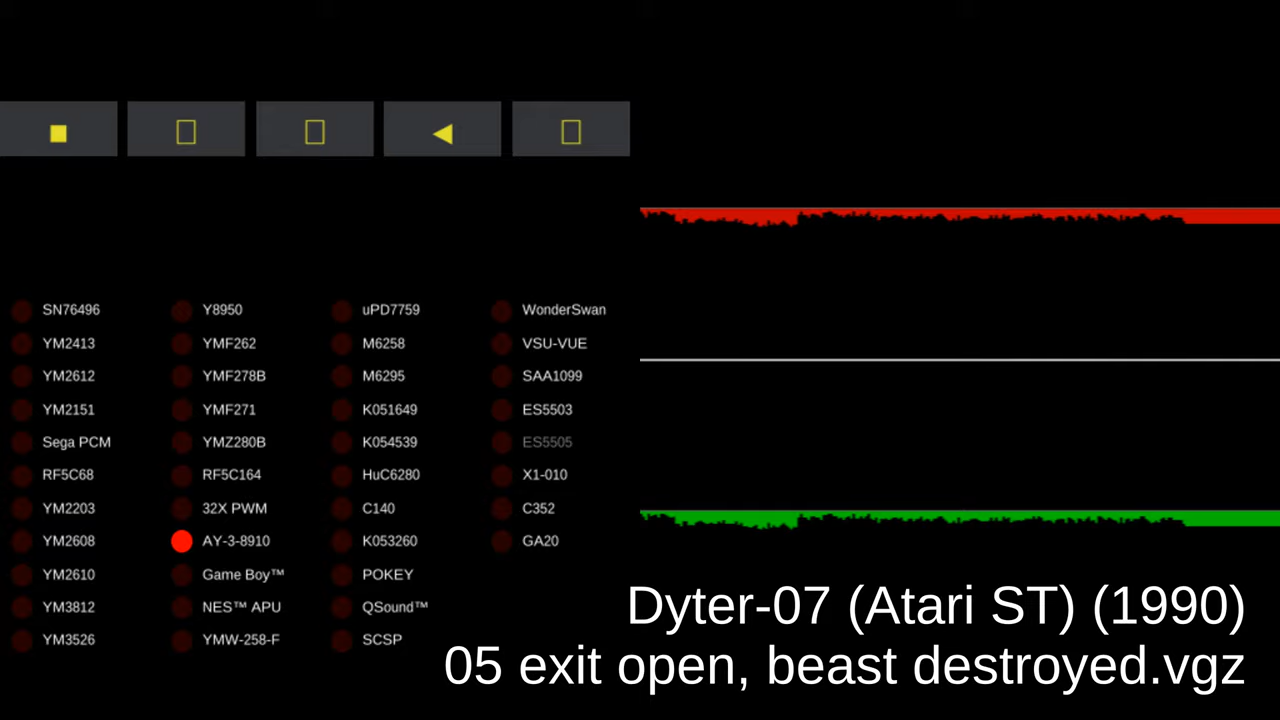 SN76496 Y8950 uPD7759 WonderSwan
YM2413 YMF262 M6258 VSU-VUE
YM2612 YMF278B M6295 SAA1099
YM2151 YMF271 K051649 ES5503
Sega PCM YMZ280B K054539 ES5505
RF5C68 RF5C164 HuC6280 X1-010
YM2203 32X PWM C140 C352
YM2608 AY-3-8910 K053260 GA20
YM2610 Game Boy™ POKEY
YM3812 NES™ APU QSound™
YM3526 YMW-258-F SCSP
Dyter-07 (Atari ST) (1990)
05 exit open, beast destroyed.vgz